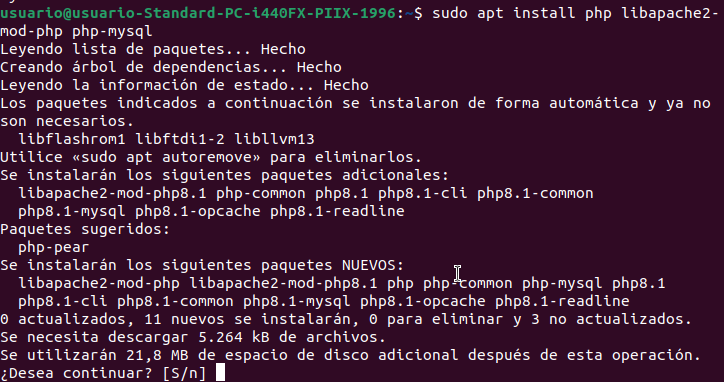 usuario@usuario-Standard-PC-i440FX-PIIX-1996:~$ sudo apt install php libapache2-
mod-php php-mysql
Leyendo lista de paquetes... Hecho
Creando árbol de dependencias... Hecho
Leyendo la información de estado... Hecho
Los paquetes indicados a continuación se instalaron de forma automática y ya no
son necesarios.
  libflashrom1 libftdi1-2 libllvm13
Utilice «sudo apt autoremove» para eliminarlos.
Se instalarán los siguientes paquetes adicionales:
  libapache2-mod-php8.1 php-common php8.1 php8.1-cli php8.1-common
  php8.1-mysql php8.1-opcache php8.1-readline
Paquetes sugeridos:
  php-pear
Se instalarán los siguientes paquetes NUEVOS:
  libapache2-mod-php libapache2-mod-php8.1 php php-common php-mysql php8.1
  php8.1-cli php8.1-common php8.1-mysql php8.1-opcache php8.1-readline
0 actualizados, 11 nuevos se instalarán, 0 para eliminar y 3 no actualizados.
Se necesita descargar 5.264 kB de archivos.
Se utilizarán 21,8 MB de espacio de disco adicional después de esta operación.
¿Desea continuar? [S/n]